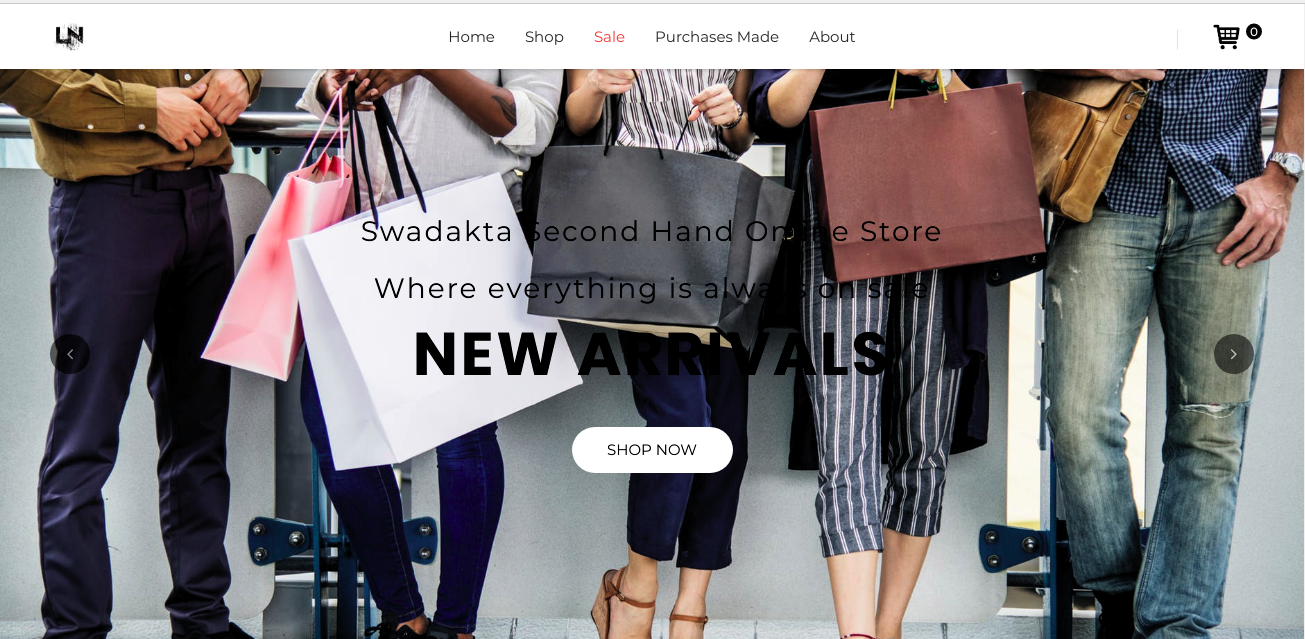 LN
Home Shop Sale Purchases Made About
0
Swadakta Second Hand Online Store
Where everything is always on sale
NEW ARRIVALS
SHOP NOW